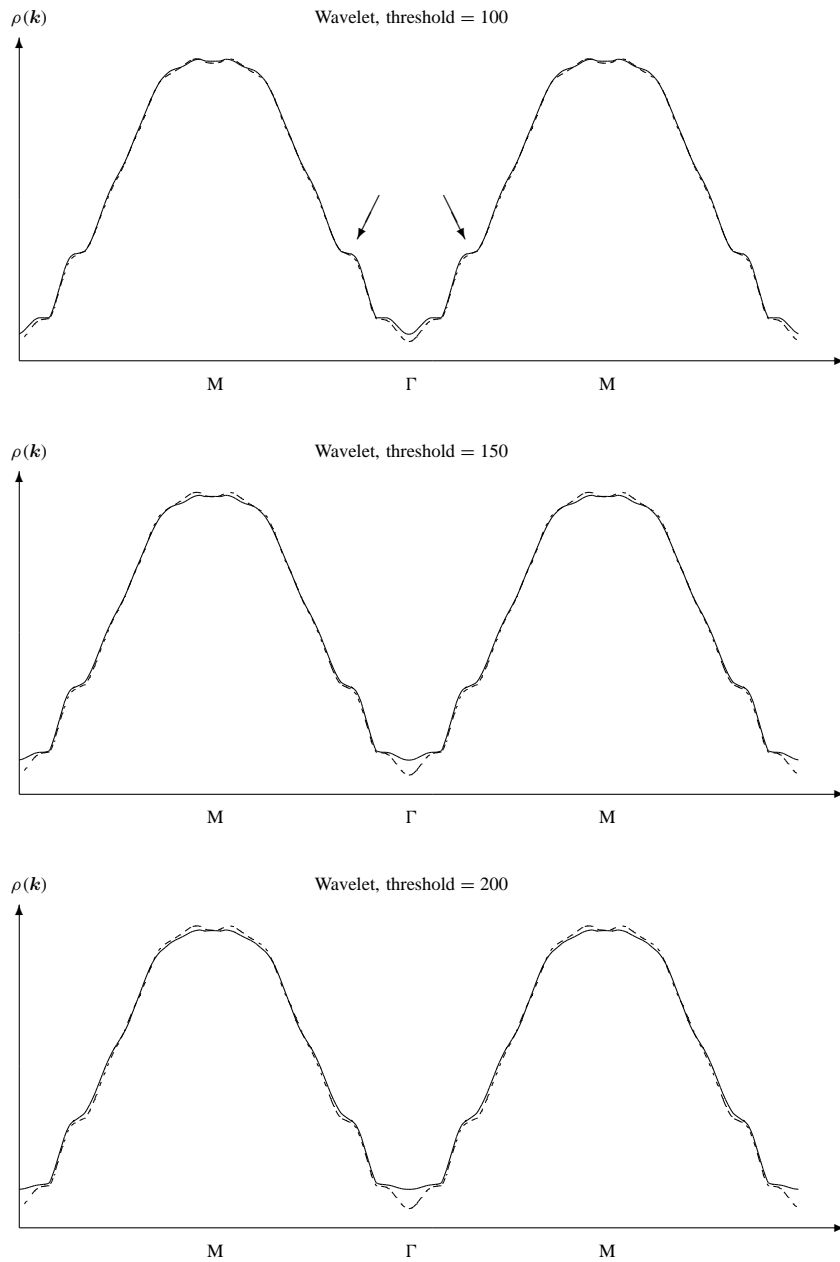 ρ(k) Wavelet, threshold = 100
M Γ M
ρ(k) Wavelet, threshold = 150
M Γ M
ρ(k) Wavelet, threshold = 200
M Γ M